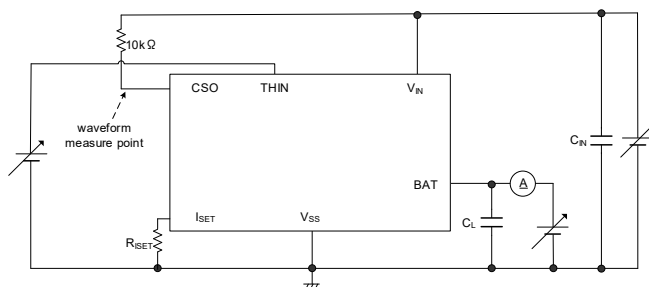 10kΩ
CSO
THIN
VIN
waveform
measure point
CIN
BAT
A
ISET
VSS
CL
RISET